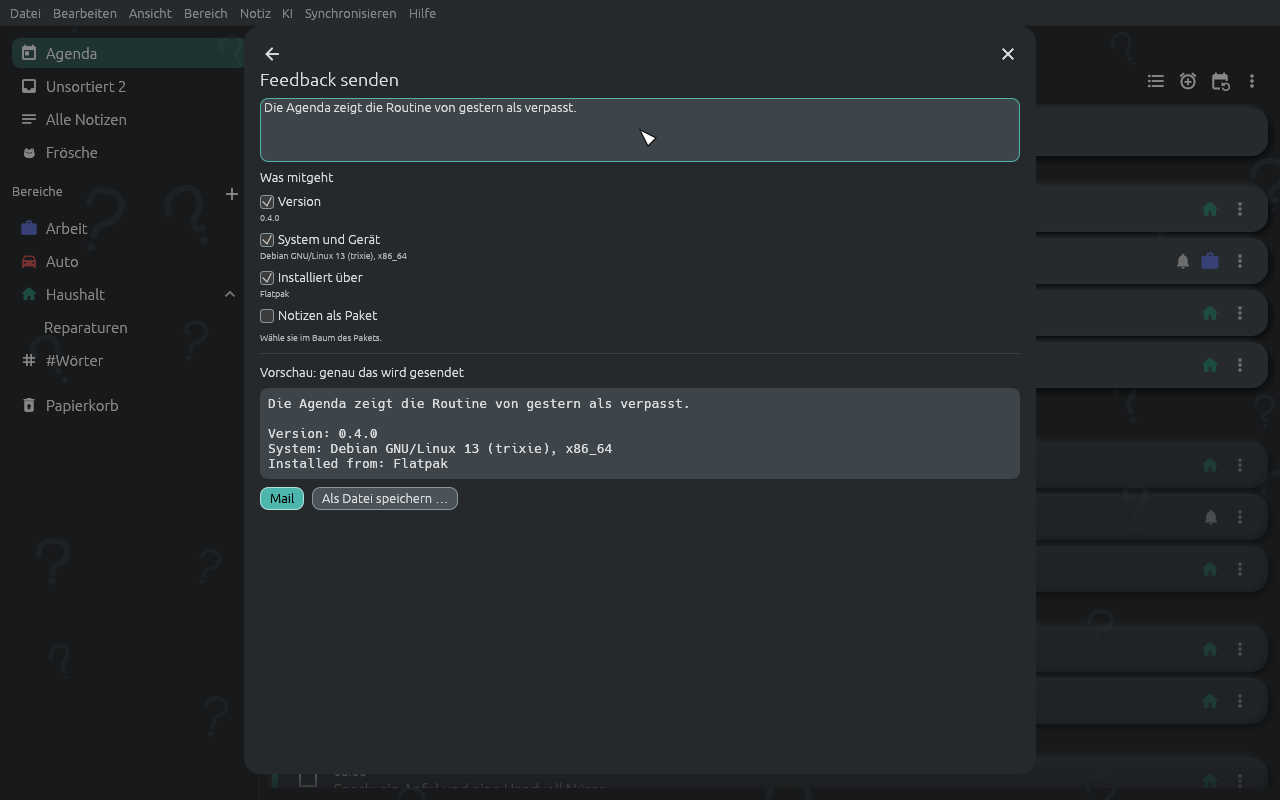 Datei Bearbeiten Ansicht Bereich Notiz KI Synchronisieren Hilfe
Agenda
Unsortiert 2
Alle Notizen
Frösche
Bereiche
Arbeit
Auto
Haushalt
Reparaturen
#Wörter
Papierkorb
Feedback senden
Die Agenda zeigt die Routine von gestern als verpasst.
Was mitgeht
Version
0.4.0
System und Gerät
Debian GNU/Linux 13 (trixie), x86_64
Installiert über
Flatpak
Notizen als Paket
Wähle sie im Baum des Pakets.
Vorschau: genau das wird gesendet
Die Agenda zeigt die Routine von gestern als verpasst.
Version: 0.4.0
System: Debian GNU/Linux 13 (trixie), x86_64
Installed from: Flatpak
Mail
Als Datei speichern ...